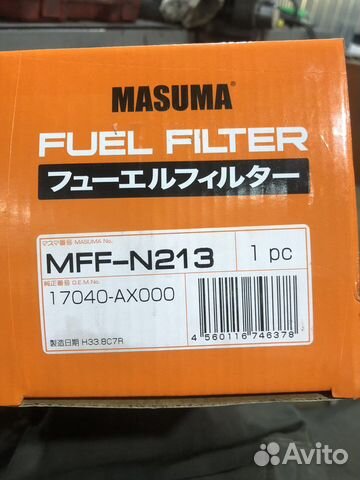 MASUMA®
FUEL FILTER
フューエルフィルター
マスマ番号 MASUMA No.
MFF-N213
1 pc
純正番号 O.E.M No.
17040-AX000
製造日期 H33.8C7R
4 560116 746378
Avito